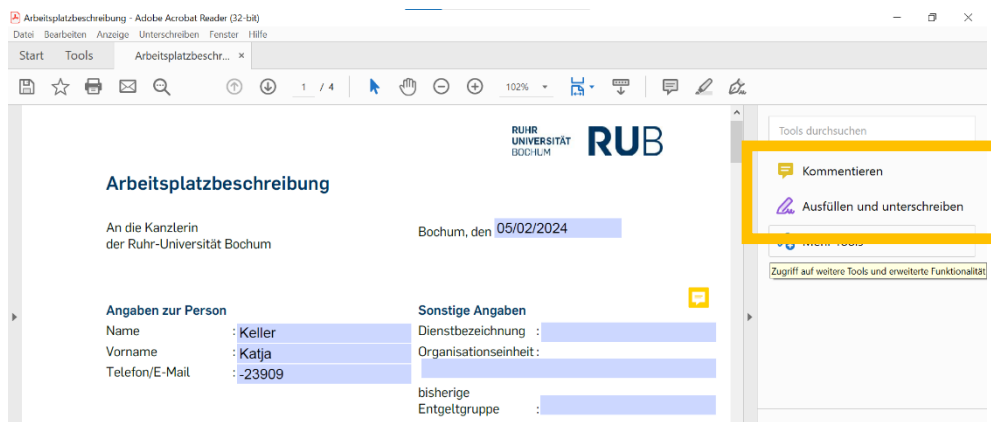 Arbeitsplatzbeschreibung - Adobe Acrobat Reader (32-bit)
Datei Bearbeiten Anzeige Unterschreiben Fenster Hilfe
Start Tools Arbeitsplatzbeschr... ×
1 / 4 102%
Tools durchsuchen
Kommentieren
Ausfüllen und unterschreiben
Mehr Tools
Zugriff auf weitere Tools und erweiterte Funktionalität
RUHR
UNIVERSITÄT
BOCHUM
RUB
Arbeitsplatzbeschreibung
An die Kanzlerin
der Ruhr-Universität Bochum
Bochum, den 05/02/2024
Angaben zur Person
Name : Keller
Vorname : Katja
Telefon/E-Mail : -23909
Sonstige Angaben
Dienstbezeichnung :
Organisationseinheit :
bisherige
Entgeltgruppe :